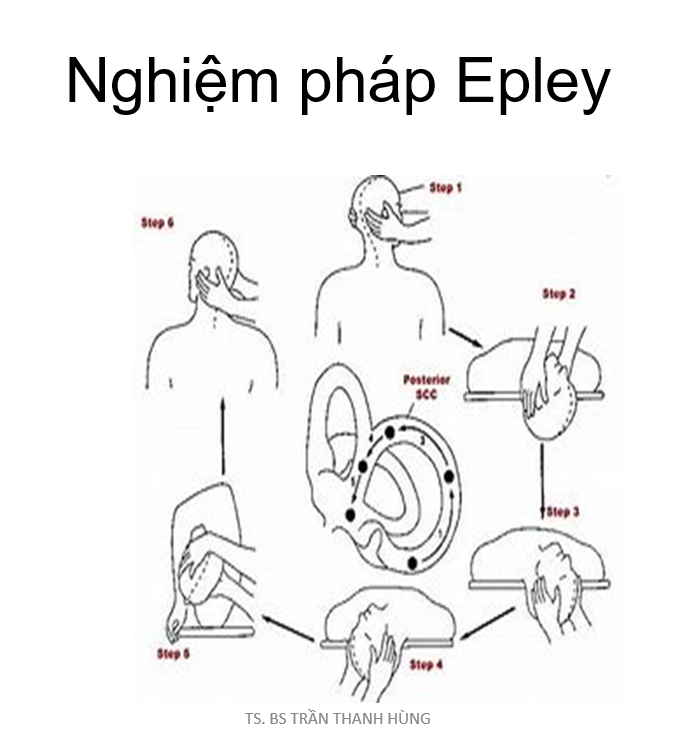 Nghiệm pháp Epley
Step 1
Step 6
Step 2
Posterior
SCC
Step 3
Step 4
Step 5
TS. BS TRẦN THANH HÙNG